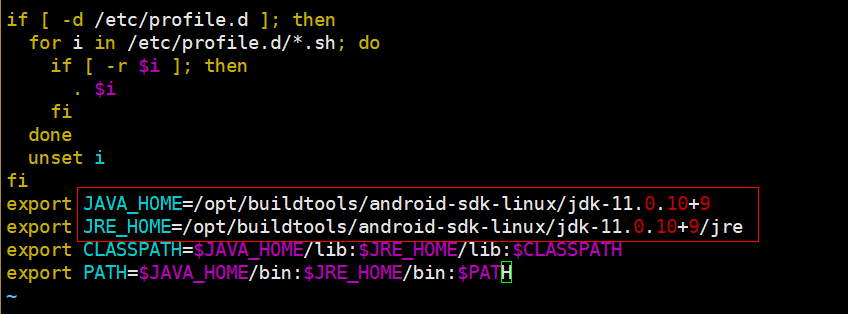 if [ -d /etc/profile.d ]; then
  for i in /etc/profile.d/*.sh; do
    if [ -r $i ]; then
      . $i
    fi
  done
  unset i
fi
export JAVA_HOME=/opt/buildtools/android-sdk-linux/jdk-11.0.10+9
export JRE_HOME=/opt/buildtools/android-sdk-linux/jdk-11.0.10+9/jre
export CLASSPATH=$JAVA_HOME/lib:$JRE_HOME/lib:$CLASSPATH
export PATH=$JAVA_HOME/bin:$JRE_HOME/bin:$PATH
~